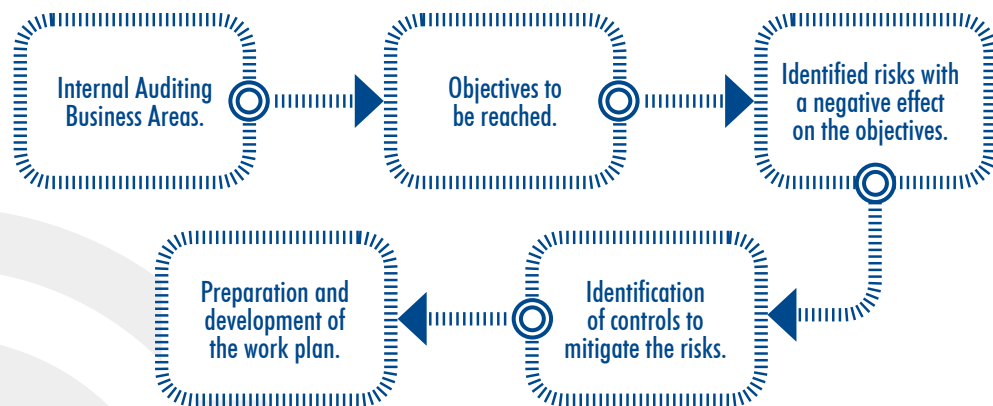 Internal Auditing
Business Areas.
Objectives to
be reached.
Identified risks with
a negative effect
on the objectives.
Identification
of controls to
mitigate the risks.
Preparation and
development of
the work plan.